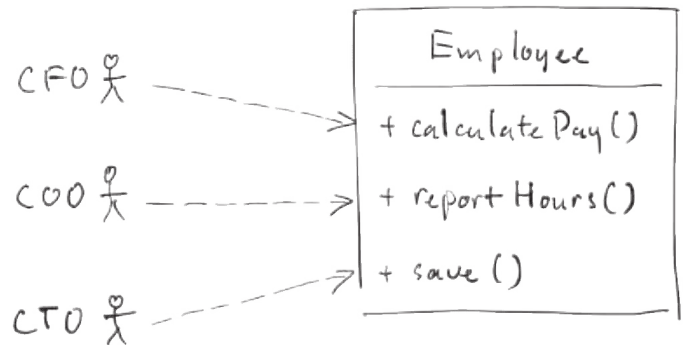 CFO
COO
CTO
Employee
+ calculatePay()
+ reportHours()
+ save()